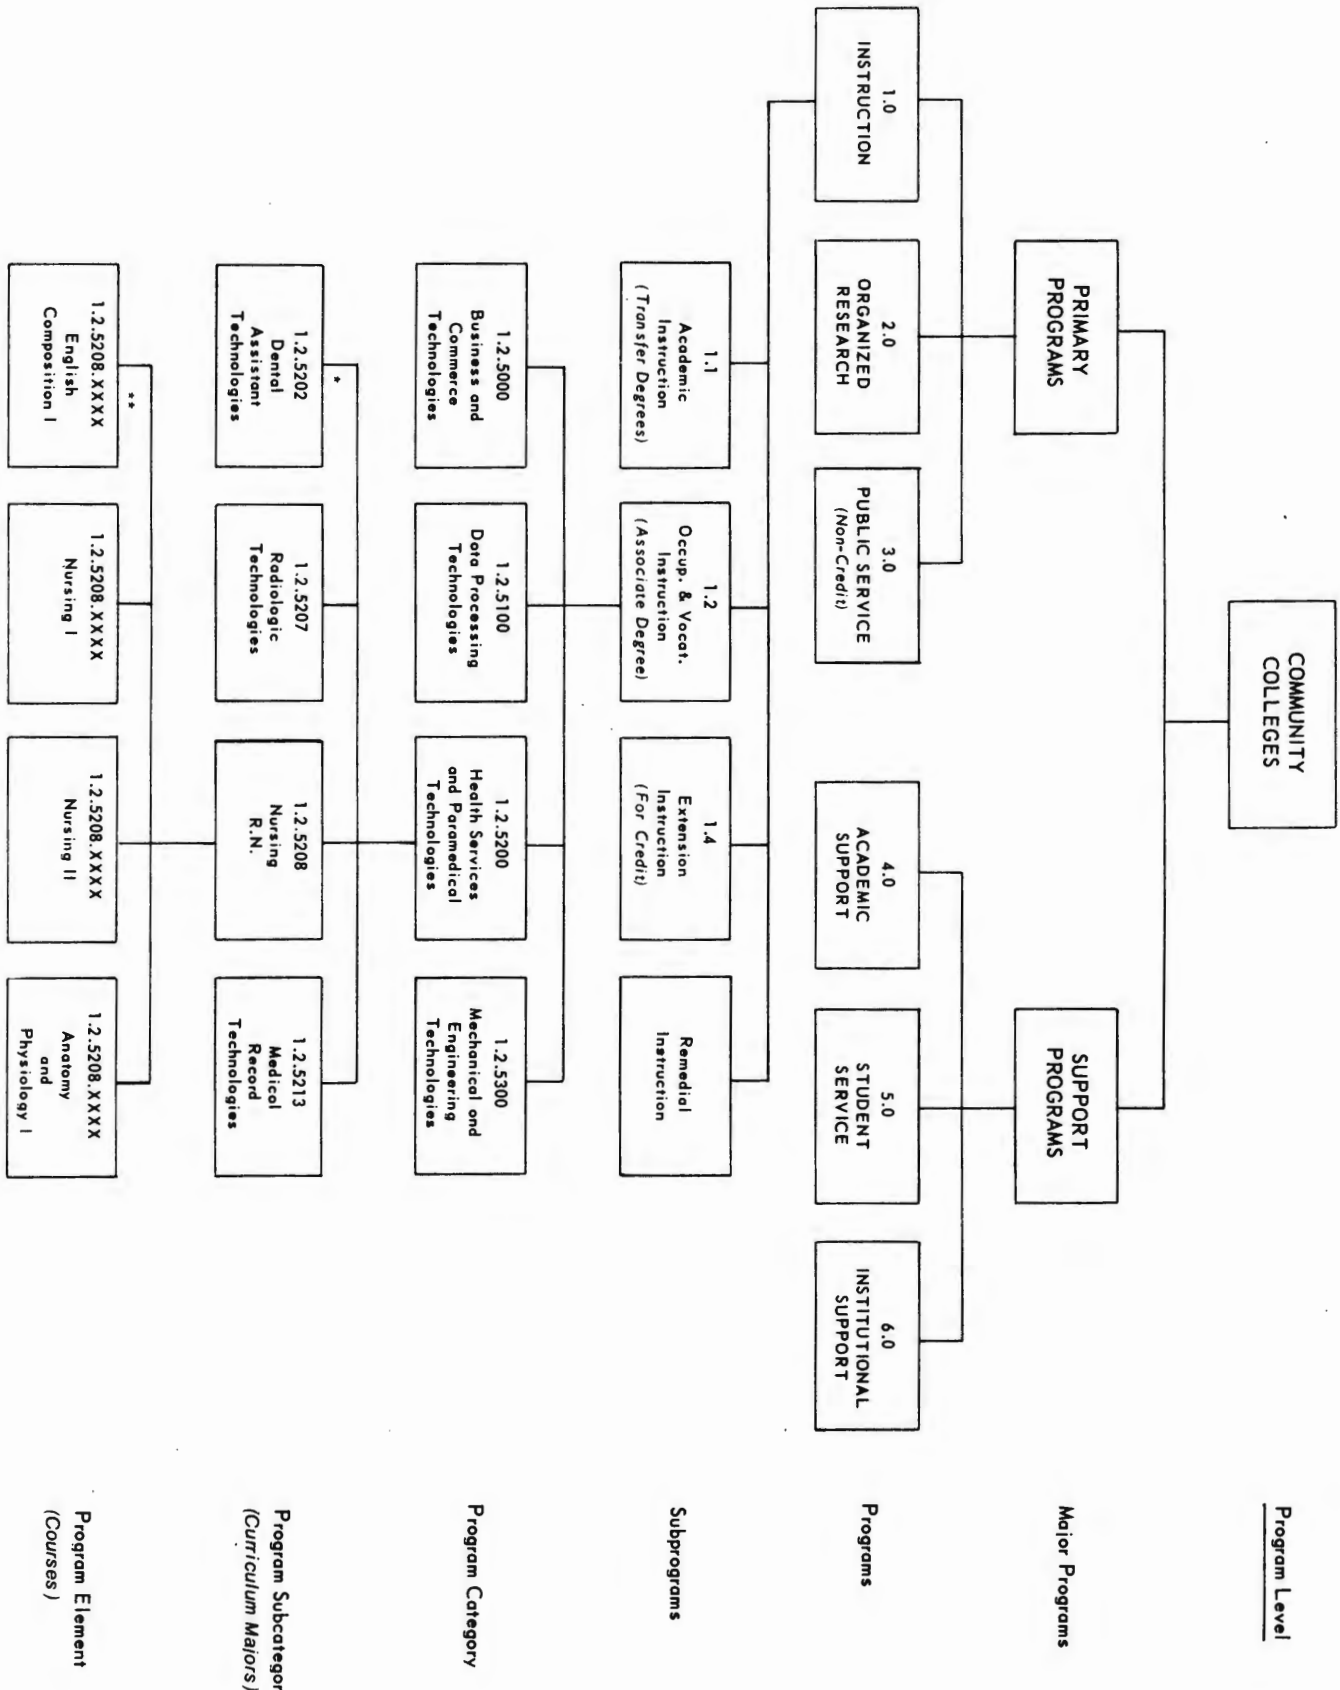 Program Level
COMMUNITY
COLLEGES
Major Programs
PRIMARY
PROGRAMS
SUPPORT
PROGRAMS
Programs
1.0
INSTRUCTION
2.0
ORGANIZED
RESEARCH
3.0
PUBLIC SERVICE
(Non-Credit)
4.0
ACADEMIC
SUPPORT
5.0
STUDENT
SERVICE
6.0
INSTITUTIONAL
SUPPORT
Subprograms
1.1
Academic
Instruction
(Transfer Degrees)
1.2
Occup. & Vocat.
Instruction
(Associate Degree)
1.4
Extension
Instruction
(For Credit)
Remedial
Instruction
Program Category
1.2.5000
Business and
Commerce
Technologies
1.2.5100
Data Processing
Technologies
1.2.5200
Health Services
and Paramedical
Technologies
1.2.5300
Mechanical and
Engineering
Technologies
Program Subcategor
(Curriculum Majors)
*
1.2.5202
Dental
Assistant
Technologies
1.2.5207
Radiologic
Technologies
1.2.5208
Nursing
R.N.
1.2.5213
Medical
Record
Technologies
Program Element
(Courses)
**
1.2.5208.XXXX
English
Composition I
1.2.5208.XXXX
Nursing I
1.2.5208.XXXX
Nursing II
1.2.5208.XXXX
Anatomy
and
Physiology I